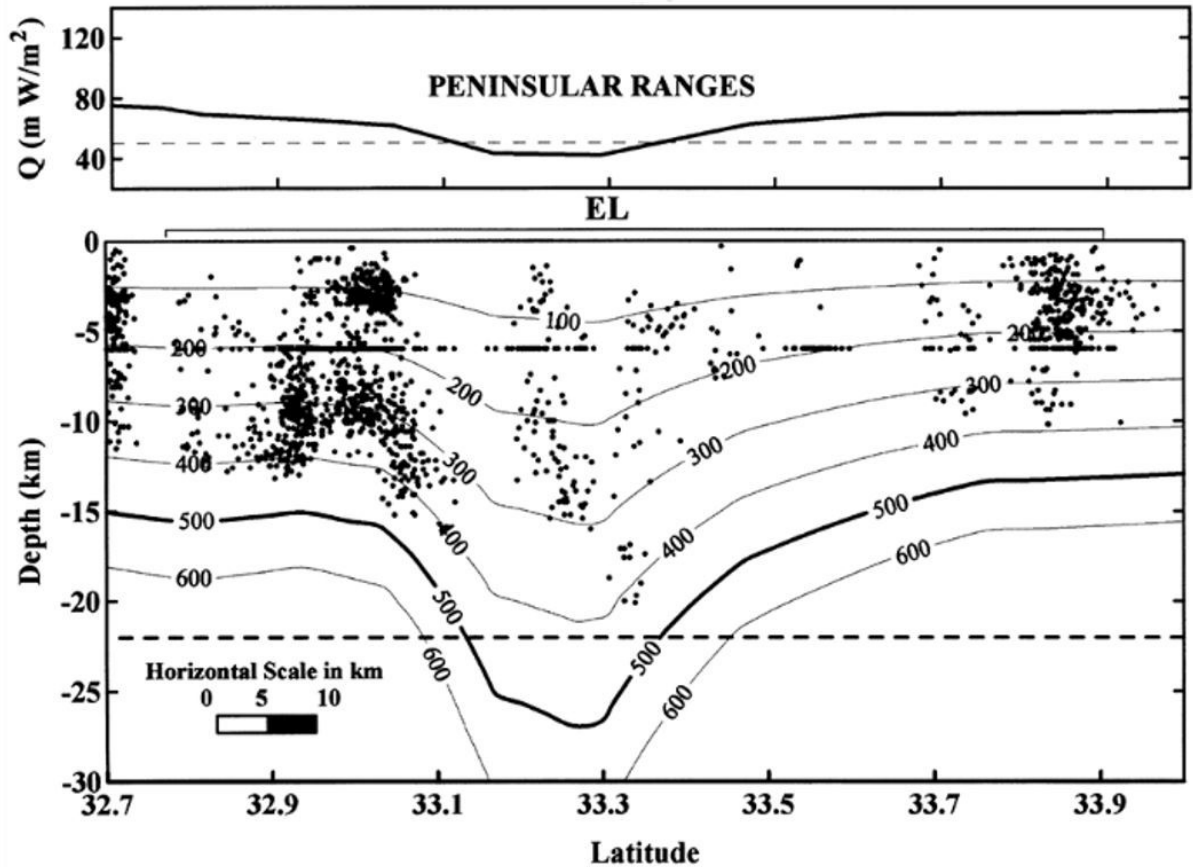 Q (m W/m²)
120
80
40
PENINSULAR RANGES
EL
Depth (km)
0
-5
-10
-15
-20
-25
-30
100
200 200 200 200
300 300 300 300
400 400 400 400
500 500 500 500
600 600 600 600
Horizontal Scale in km
0 5 10
32.7 32.9 33.1 33.3 33.5 33.7 33.9
Latitude